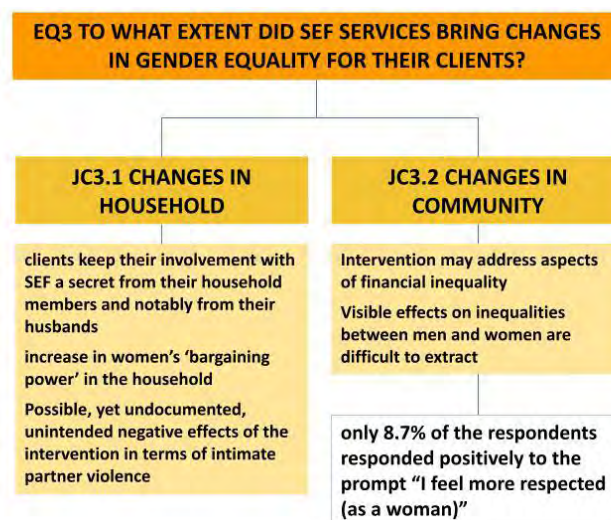 EQ3 TO WHAT EXTENT DID SEF SERVICES BRING CHANGES
IN GENDER EQUALITY FOR THEIR CLIENTS?
JC3.1 CHANGES IN
HOUSEHOLD
clients keep their involvement with
SEF a secret from their household
members and notably from their
husbands
increase in women's ‘bargaining
power’ in the household
Possible, yet undocumented,
unintended negative effects of the
intervention in terms of intimate
partner violence
JC3.2 CHANGES IN
COMMUNITY
Intervention may address aspects
of financial inequality
Visible effects on inequalities
between men and women are
difficult to extract
only 8.7% of the respondents
responded positively to the
prompt “I feel more respected
(as a woman)”